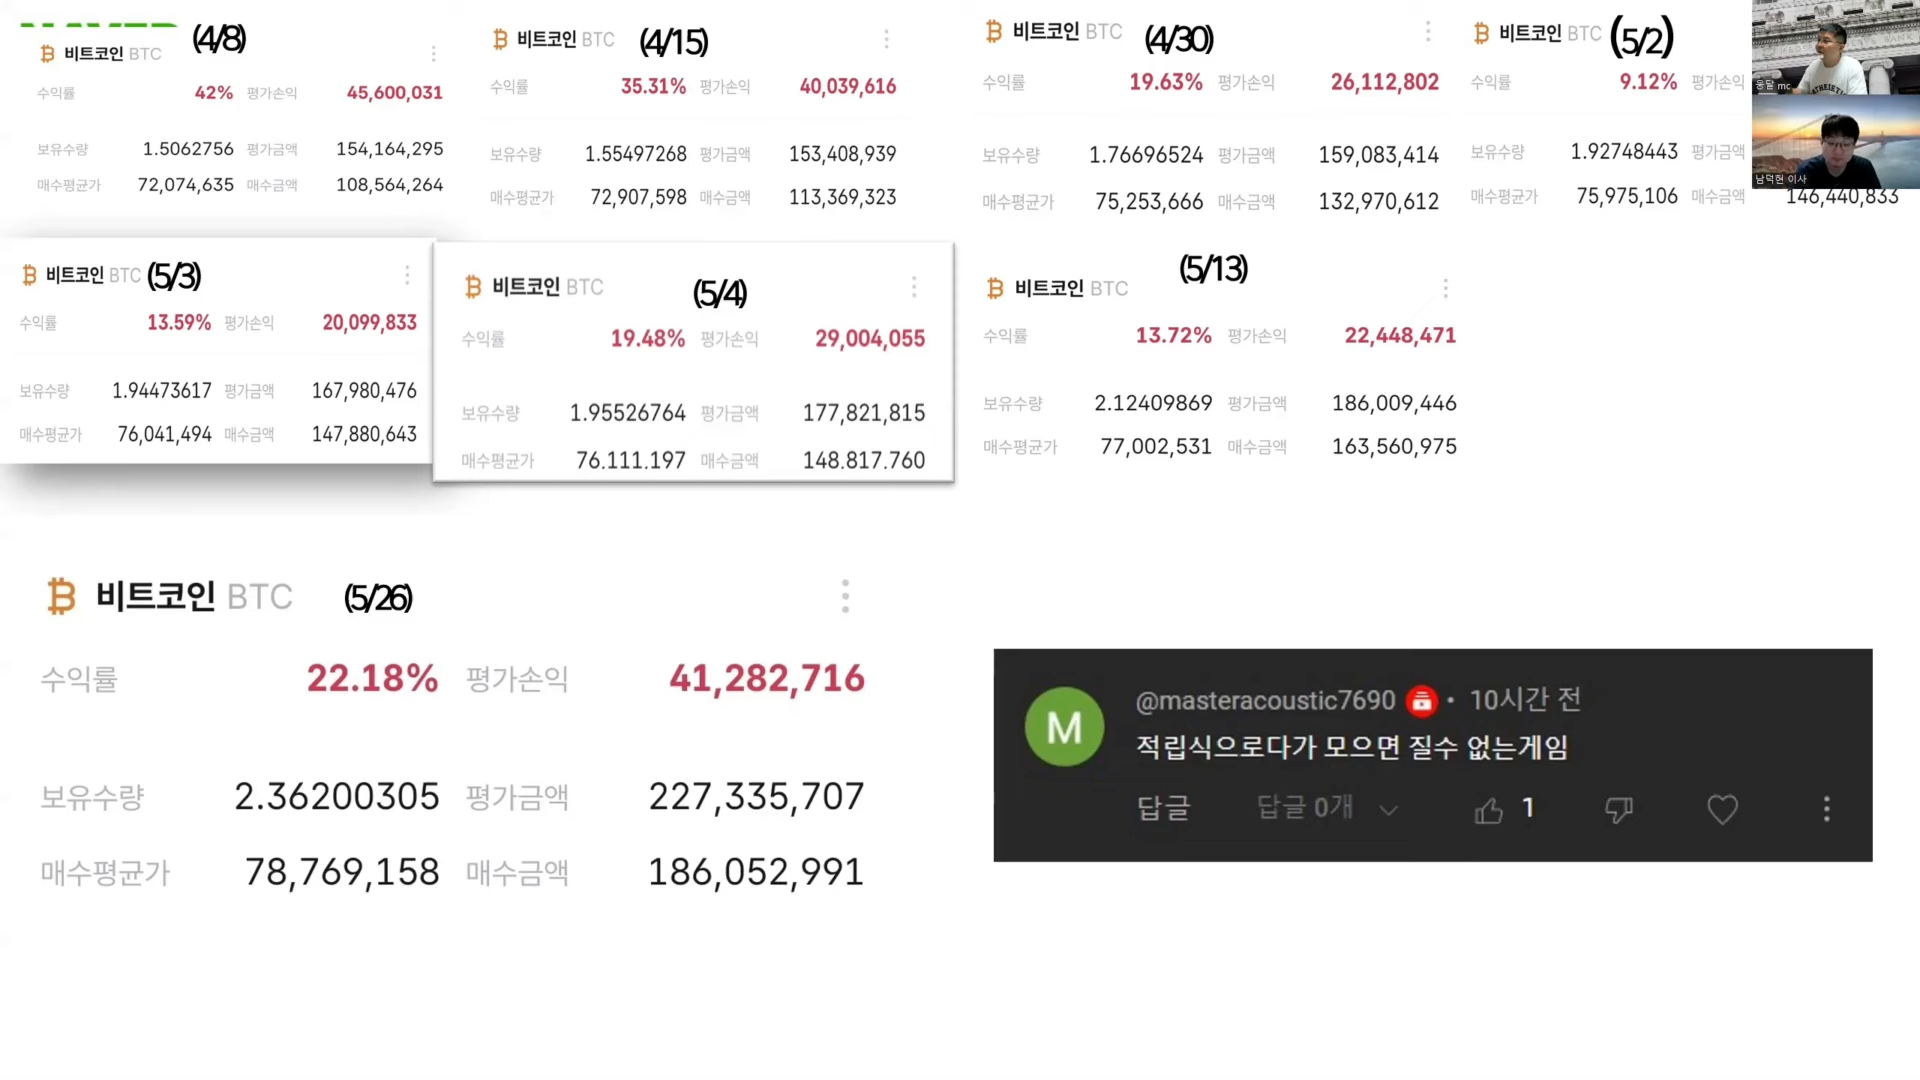 비트코인 BTC (4/8)
수익률 42% 평가손익 45,600,031
보유수량 1.5062756 평가금액 154,164,295
매수평균가 72,074,635 매수금액 108,564,264
비트코인 BTC (4/15)
수익률 35.31% 평가손익 40,039,616
보유수량 1.55497268 평가금액 153,408,939
매수평균가 72,907,598 매수금액 113,369,323
비트코인 BTC (4/30)
수익률 19.63% 평가손익 26,112,802
보유수량 1.76696524 평가금액 159,083,414
매수평균가 75,253,666 매수금액 132,970,612
비트코인 BTC (5/2)
수익률 9.12% 평가손익
보유수량 1.92748443 평가금액
매수평균가 75,975,106 매수금액 146,440,833
웅달 mc
남덕현 이사
비트코인 BTC (5/3)
수익률 13.59% 평가손익 20,099,833
보유수량 1.94473617 평가금액 167,980,476
매수평균가 76,041,494 매수금액 147,880,643
비트코인 BTC (5/4)
수익률 19.48% 평가손익 29,004,055
보유수량 1.95526764 평가금액 177,821,815
매수평균가 76,111,197 매수금액 148,817,760
비트코인 BTC (5/13)
수익률 13.72% 평가손익 22,448,471
보유수량 2.12409869 평가금액 186,009,446
매수평균가 77,002,531 매수금액 163,560,975
비트코인 BTC (5/26)
수익률 22.18% 평가손익 41,282,716
보유수량 2.36200305 평가금액 227,335,707
매수평균가 78,769,158 매수금액 186,052,991
M
@masteracoustic7690 • 10시간 전
적립식으로다가 모으면 질수 없는게임
답글 답글 0개 1